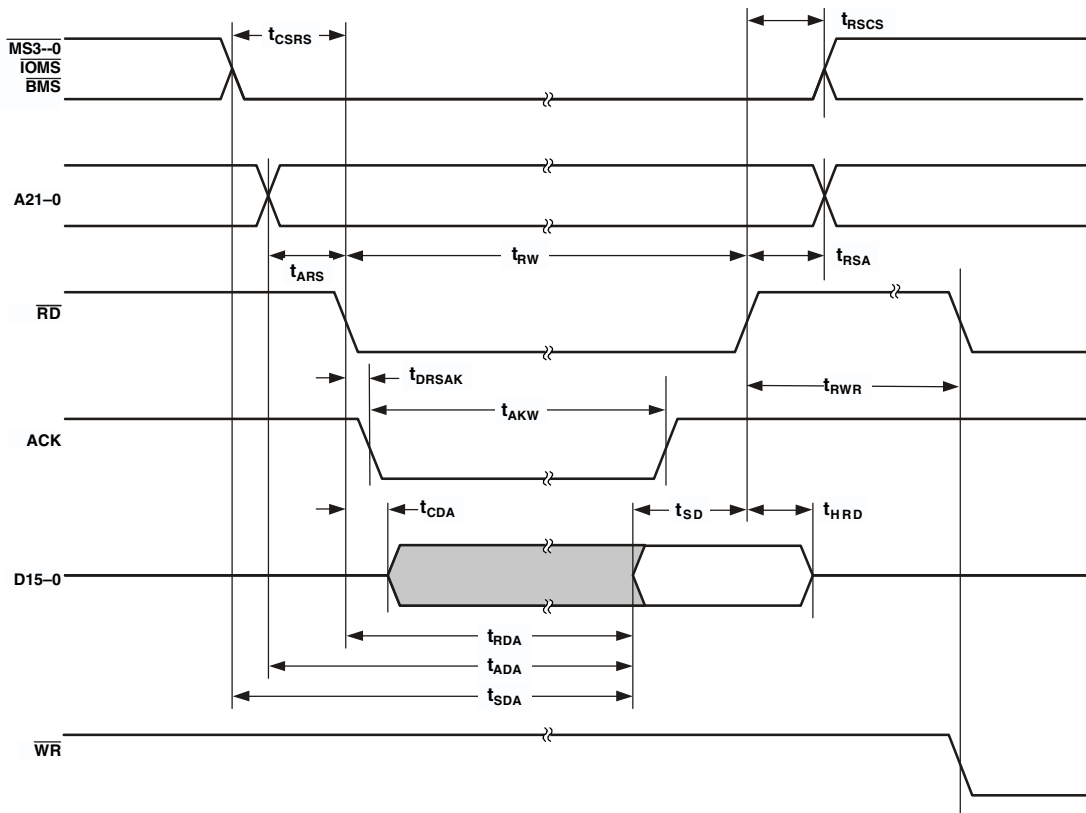 tCSRS
tRSCS
MS3--0
IOMS
BMS
A21–0
tARS
tRW
tRSA
RD
tDRSAK
tAKW
tRWR
ACK
tCDA
tSD
tHRD
D15–0
tRDA
tADA
tSDA
WR